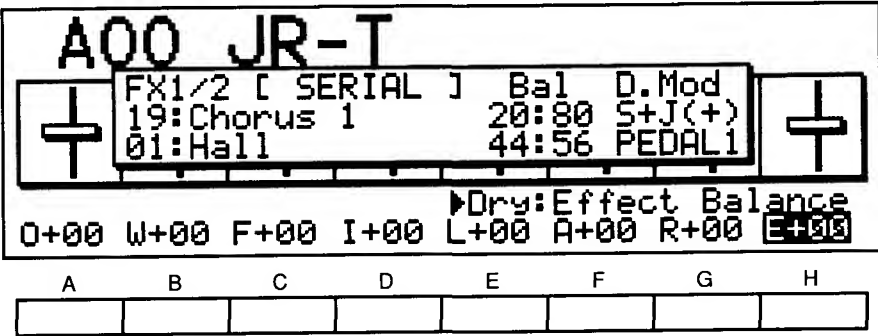 A00 JR-T
FX1/2 [ SERIAL ] Bal D.Mod
19:Chorus 1 20:80 S+J(+)
01:Hall 44:56 PEDAL1
▶Dry:Effect Balance
O+00 W+00 F+00 I+00 L+00 A+00 R+00 E+00
A B C D E F G H